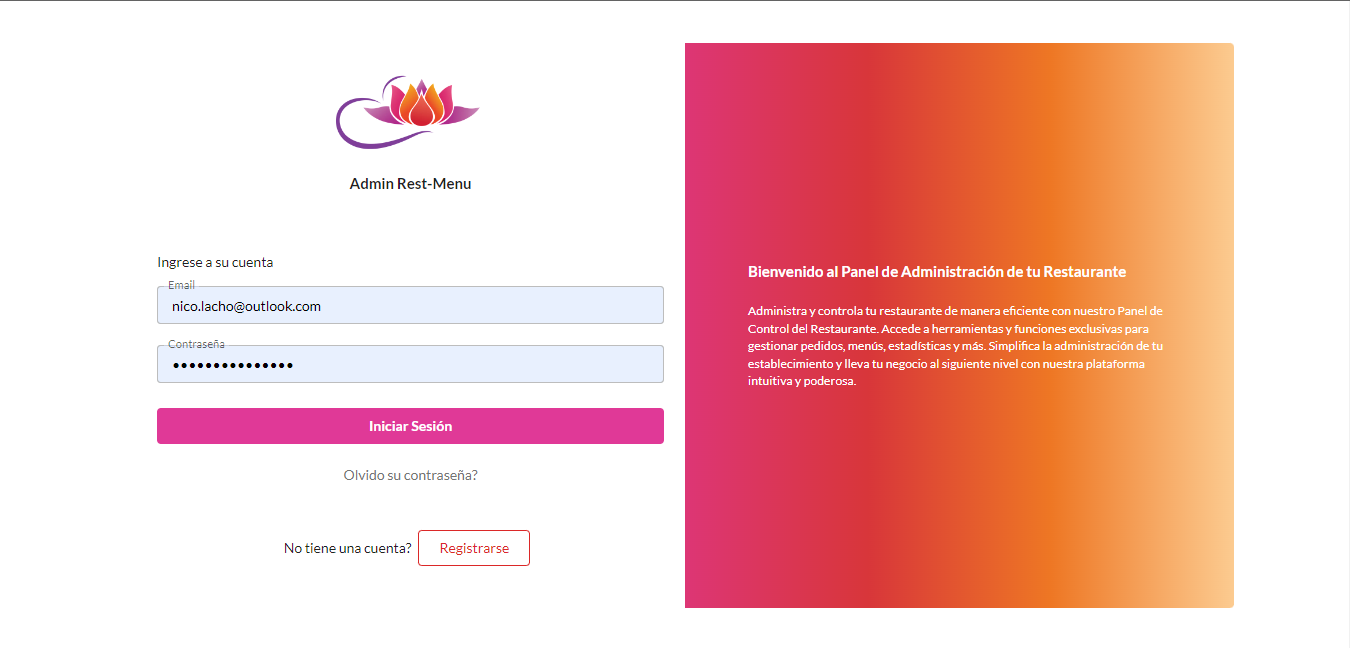 Admin Rest-Menu
Ingrese a su cuenta
Email
nico.lacho@outlook.com
Contraseña
•••••••••••••••
Iniciar Sesión
Olvido su contraseña?
No tiene una cuenta? Registrarse
Bienvenido al Panel de Administración de tu Restaurante
Administra y controla tu restaurante de manera eficiente con nuestro Panel de
Control del Restaurante. Accede a herramientas y funciones exclusivas para
gestionar pedidos, menús, estadísticas y más. Simplifica la administración de tu
establecimiento y lleva tu negocio al siguiente nivel con nuestra plataforma
intuitiva y poderosa.